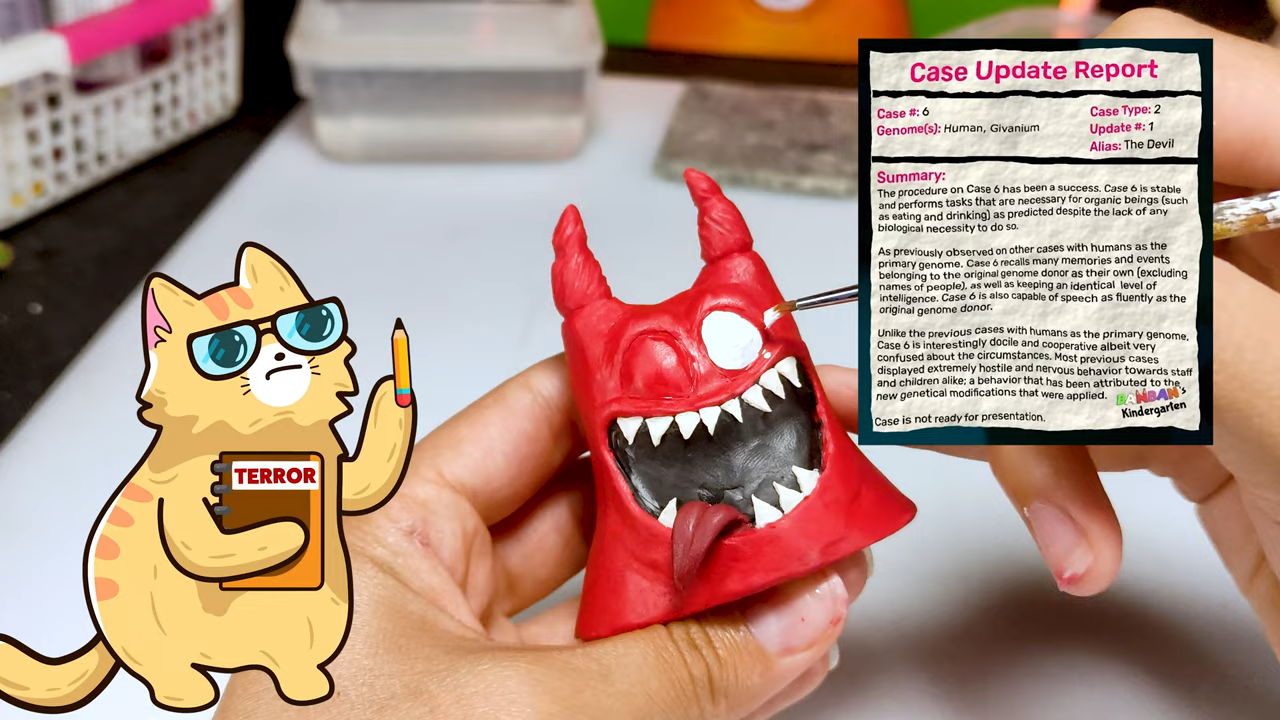 TERROR
Case Update Report
Case #: 6
Genome(s): Human, Givanium
Case Type: 2
Update #: 1
Alias: The Devil
Summary:
The procedure on Case 6 has been a success. Case 6 is stable
and performs tasks that are necessary for organic beings (such
as eating and drinking) as predicted despite the lack of any
biological necessity to do so.
As previously observed on other cases with humans as the
primary genome, Case 6 recalls many memories and events
belonging to the original genome donor as their own (excluding
names of people), as well as keeping an identical level of
intelligence. Case 6 is also capable of speech as fluently as the
original genome donor.
Unlike the previous cases with humans as the primary genome,
Case 6 is interestingly docile and cooperative albeit very
confused about the circumstances. Most previous cases
displayed extremely hostile and nervous behavior towards staff
and children alike; a behavior that has been attributed to the
new genetical modifications that were applied.
BANBAN's
Kindergarten
Case is not ready for presentation.